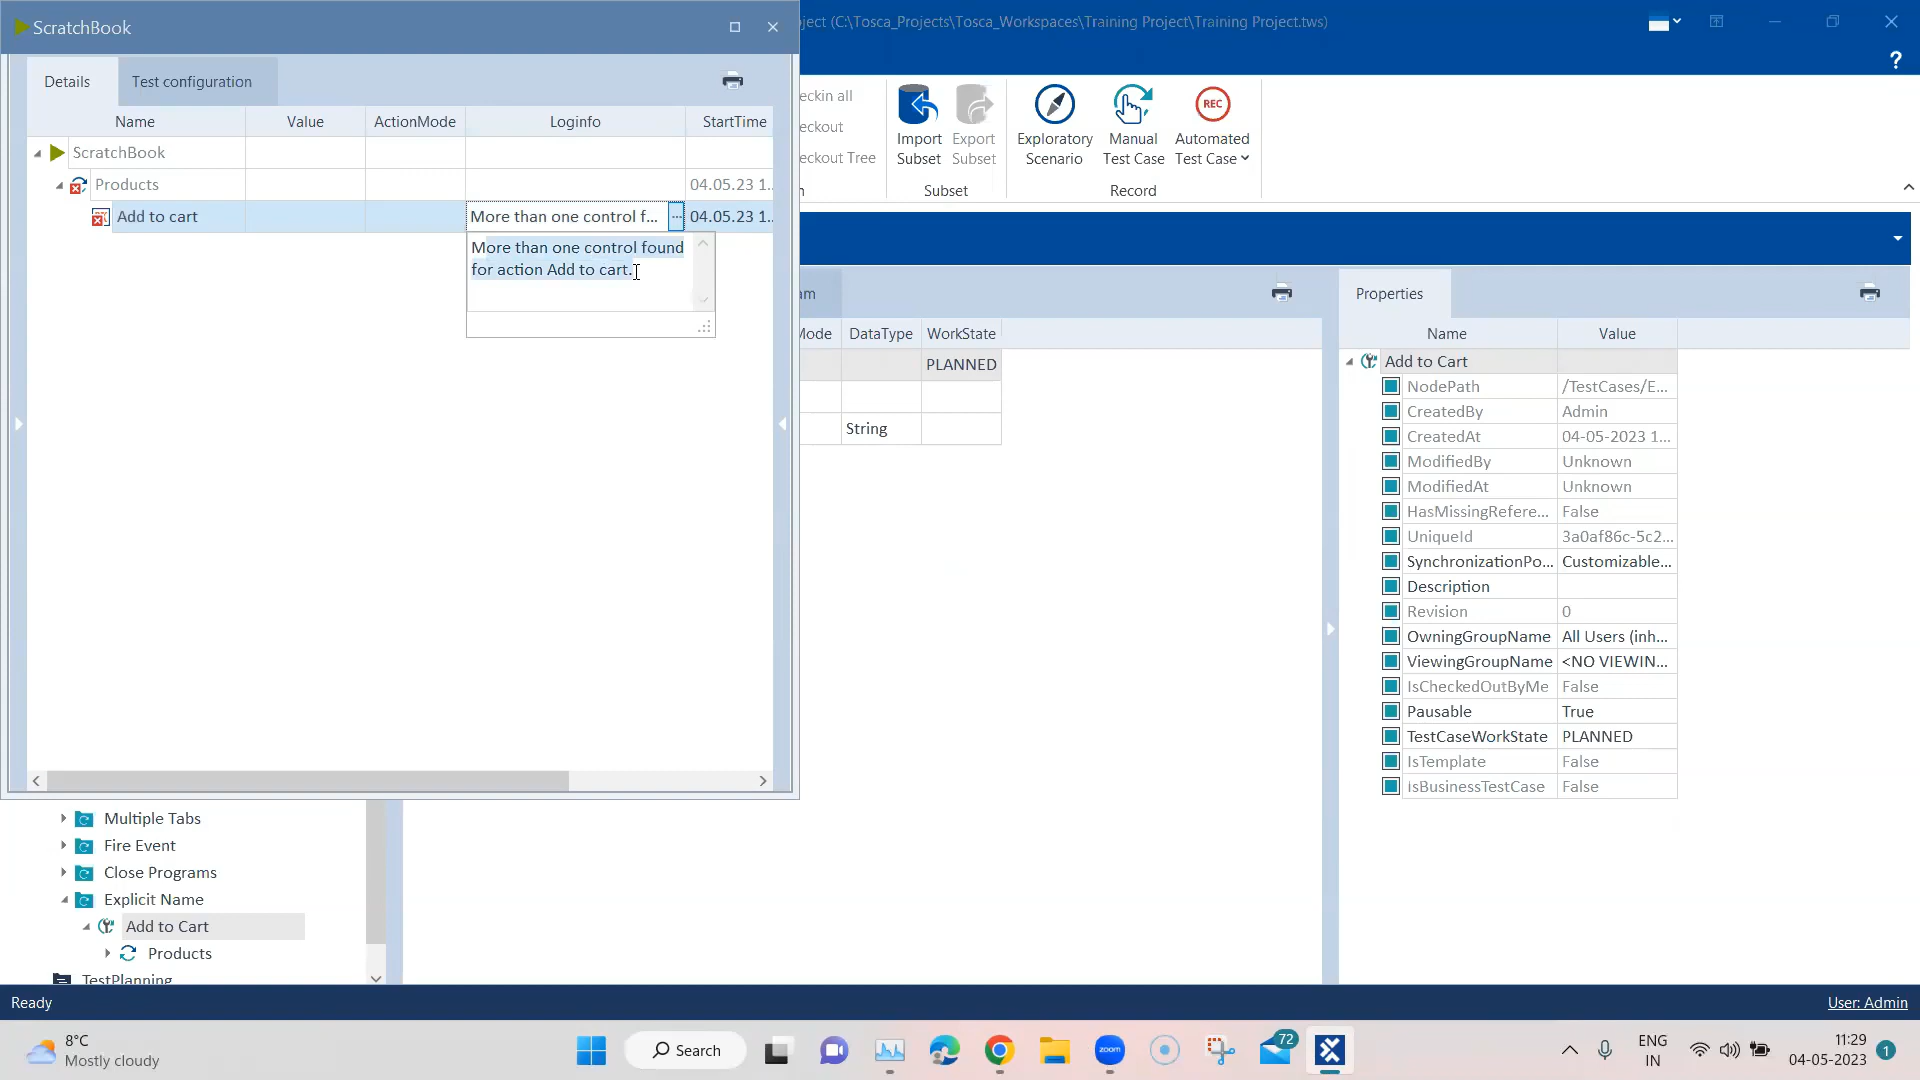 ScratchBook
oject (C:\Tosca_Projects\Tosca_Workspaces\Training Project\Training Project.tws)
?
Details
Test configuration
Name
Value
ActionMode
Loginfo
StartTime
ScratchBook
Products
04.05.23 1..
Add to cart
More than one control f...
...
04.05.23 1..
More than one control found
for action Add to cart.
eckin all
eckout
eckout Tree
Import
Subset
Export
Subset
Subset
Exploratory
Scenario
Manual
Test Case
REC
Automated
Test Case
Record
am
Mode
DataType
WorkState
PLANNED
String
Properties
Name
Value
Add to Cart
NodePath
/TestCases/E...
CreatedBy
Admin
CreatedAt
04-05-2023 1...
ModifiedBy
Unknown
ModifiedAt
Unknown
HasMissingRefere...
False
UniqueId
3a0af86c-5c2...
SynchronizationPo...
Customizable...
Description
Revision
0
OwningGroupName
All Users (inh...
ViewingGroupName
<NO VIEWIN...
IsCheckedOutByMe
False
Pausable
True
TestCaseWorkState
PLANNED
IsTemplate
False
IsBusinessTestCase
False
Multiple Tabs
Fire Event
Close Programs
Explicit Name
Add to Cart
Products
TestPlanning
Ready
User: Admin
8°C
Mostly cloudy
Search
zoom
72
ENG
IN
11:29
04-05-2023
1